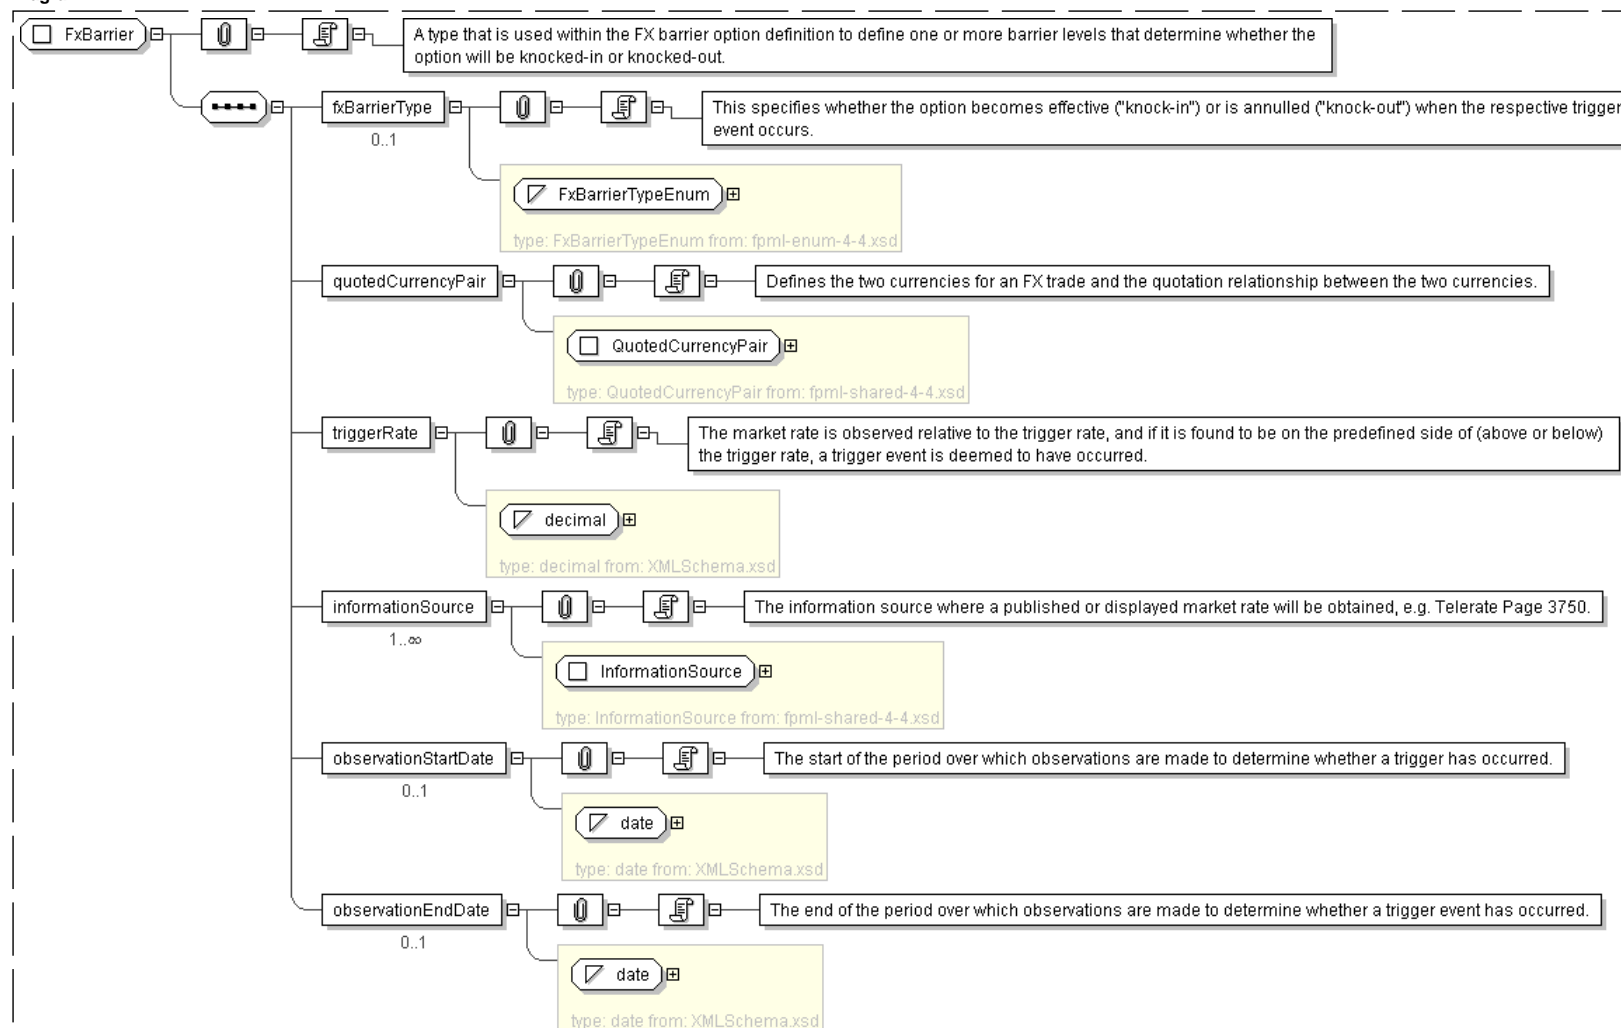 FxBarrier
A type that is used within the FX barrier option definition to define one or more barrier levels that determine whether the
option will be knocked-in or knocked-out.
fxBarrierType
0..1
This specifies whether the option becomes effective ("knock-in") or is annulled ("knock-out") when the respective trigger
event occurs.
FxBarrierTypeEnum
type: FxBarrierTypeEnum from: fpml-enum-4-4.xsd
quotedCurrencyPair
Defines the two currencies for an FX trade and the quotation relationship between the two currencies.
QuotedCurrencyPair
type: QuotedCurrencyPair from: fpml-shared-4-4.xsd
triggerRate
The market rate is observed relative to the trigger rate, and if it is found to be on the predefined side of (above or below)
the trigger rate, a trigger event is deemed to have occurred.
decimal
type: decimal from: XMLSchema.xsd
informationSource
1..∞
The information source where a published or displayed market rate will be obtained, e.g. Telerate Page 3750.
InformationSource
type: InformationSource from: fpml-shared-4-4.xsd
observationStartDate
0..1
The start of the period over which observations are made to determine whether a trigger has occurred.
date
type: date from: XMLSchema.xsd
observationEndDate
0..1
The end of the period over which observations are made to determine whether a trigger event has occurred.
date
type: date from: XMLSchema.xsd